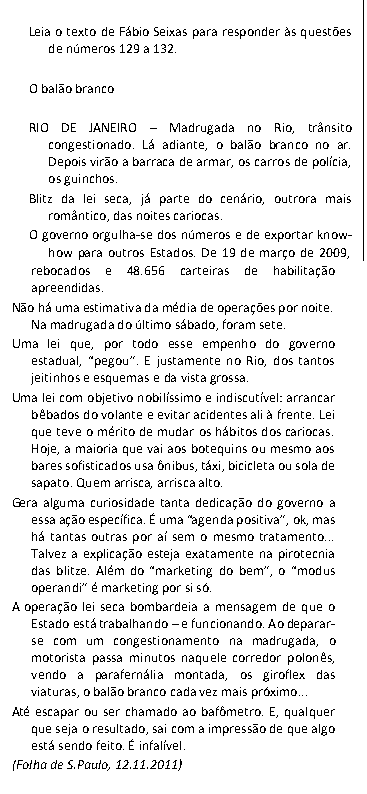 Leia o texto de Fábio Seixas para responder às questões
de números 129 a 132.
O balão branco
RIO DE JANEIRO – Madrugada no Rio, trânsito
congestionado. Lá adiante, o balão branco no ar.
Depois virão a barraca de armar, os carros de polícia,
os guinchos.
Blitz da lei seca, já parte do cenário, outrora mais
romântico, das noites cariocas.
O governo orgulha-se dos números e de exportar know-
how para outros Estados. De 19 de março de 2009,
rebocados e 48.656 carteiras de habilitação
apreendidas.
Não há uma estimativa da média de operações por noite.
Na madrugada do último sábado, foram sete.
Uma lei que, por todo esse empenho do governo
estadual, “pegou”. E justamente no Rio, dos tantos
jeitinhos e esquemas e da vista grossa.
Uma lei com objetivo nobilíssimo e indiscutível: arrancar
bêbados do volante e evitar acidentes ali à frente. Lei
que teve o mérito de mudar os hábitos dos cariocas.
Hoje, a maioria que vai aos botequins ou mesmo aos
bares sofisticados usa ônibus, táxi, bicicleta ou sola de
sapato. Quem arrisca, arrisca alto.
Gera alguma curiosidade tanta dedicação do governo a
essa ação específica. É uma “agenda positiva”, ok, mas
há tantas outras por aí sem o mesmo tratamento...
Talvez a explicação esteja exatamente na pirotecnia
das blitze. Além do “marketing do bem”, o “modus
operandi” é marketing por si só.
A operação lei seca bombardeia a mensagem de que o
Estado está trabalhando – e funcionando. Ao deparar-
se com um congestionamento na madrugada, o
motorista passa minutos naquele corredor polonês,
vendo a parafernália montada, os giroflex das
viaturas, o balão branco cada vez mais próximo...
Até escapar ou ser chamado ao bafômetro. E, qualquer
que seja o resultado, sai com a impressão de que algo
está sendo feito. É infalível.
(Folha de S.Paulo, 12.11.2011)